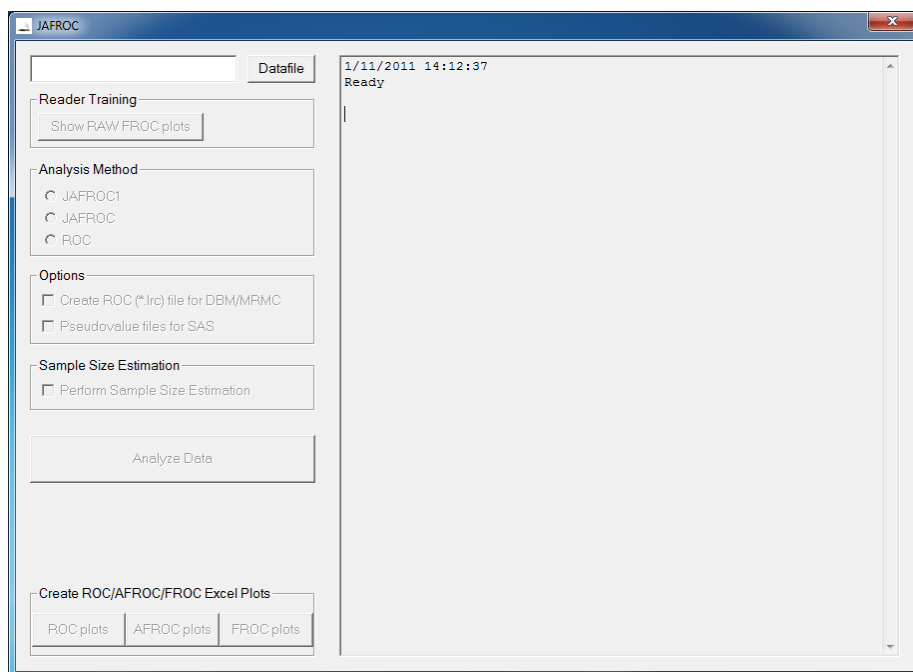 JAFROC
Datafile
Reader Training
Show RAW FROC plots
Analysis Method
JAFROC1
JAFROC
ROC
Options
Create ROC (*.lrc) file for DBM/MRMC
Pseudovalue files for SAS
Sample Size Estimation
Perform Sample Size Estimation
Analyze Data
Create ROC/AFROC/FROC Excel Plots
ROC plots AFROC plots FROC plots
1/11/2011 14:12:37
Ready